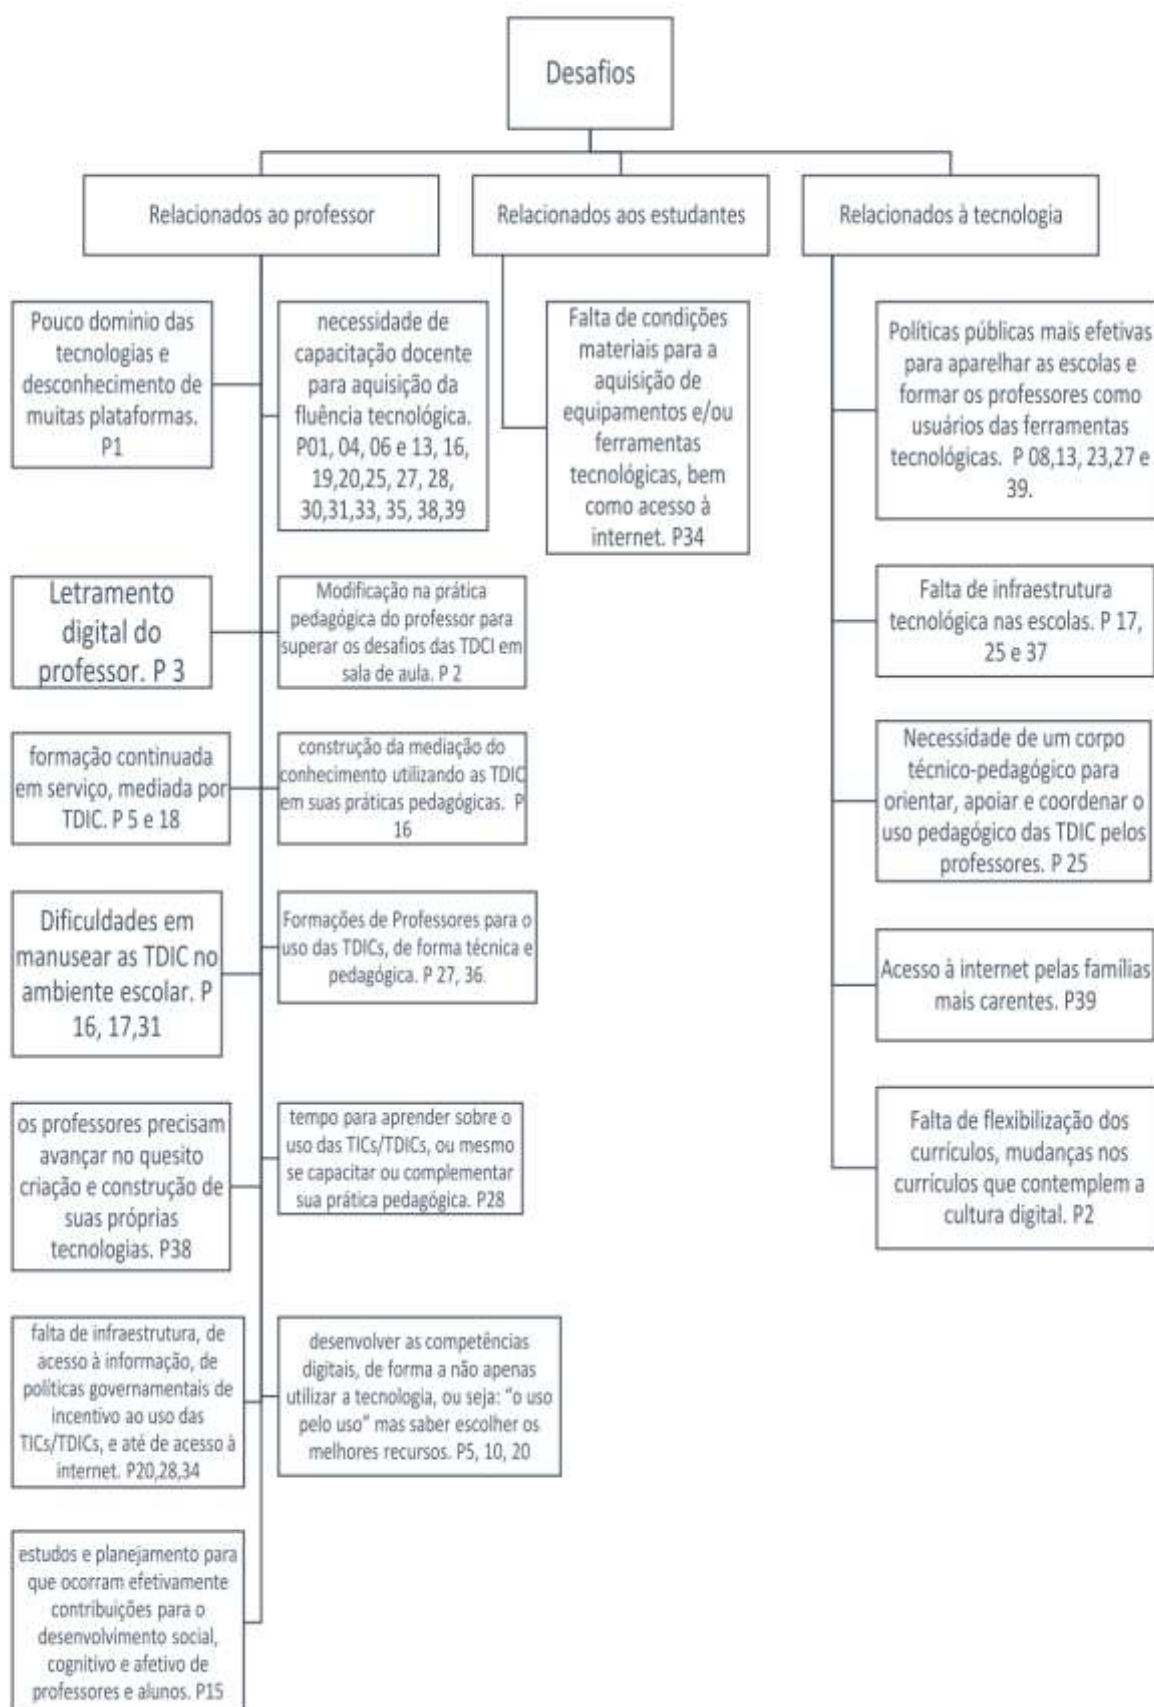 Desafios
Relacionados ao professor
Relacionados aos estudantes
Relacionados à tecnologia
Pouco domínio das
tecnologias e
desconhecimento de
muitas plataformas.
P1
necessidade de
capacitação docente
para aquisição da
fluência tecnológica.
P01, 04, 06 e 13, 16,
19,20,25, 27, 28,
30,31,33, 35, 38,39
Letramento
digital do
professor. P 3
Modificação na prática
pedagógica do professor para
superar os desafios das TDCI em
sala de aula. P 2
formação continuada
em serviço, mediada por
TDIC. P 5 e 18
construção da mediação do
conhecimento utilizando as TDIC
em suas práticas pedagógicas. P
16
Dificuldades em
manusear as TDIC no
ambiente escolar. P
16, 17,31
Formações de Professores para o
uso das TDICs, de forma técnica e
pedagógica. P 27, 36.
os professores precisam
avançar no quesito
criação e construção de
suas próprias
tecnologias. P38
tempo para aprender sobre o
uso das TICs/TDICs, ou mesmo
se capacitar ou complementar
sua prática pedagógica. P28
falta de infraestrutura, de
acesso à informação, de
políticas governamentais de
incentivo ao uso das
TICs/TDICs, e até de acesso à
internet. P20,28,34
desenvolver as competências
digitais, de forma a não apenas
utilizar a tecnologia, ou seja: “o uso
pelo uso” mas saber escolher os
melhores recursos. P5, 10, 20
estudos e planejamento para
que ocorram efetivamente
contribuições para o
desenvolvimento social,
cognitivo e afetivo de
professores e alunos. P15
Falta de condições
materiais para a
aquisição de
equipamentos e/ou
ferramentas
tecnológicas, bem
como acesso à
internet. P34
Políticas públicas mais efetivas
para aparelhar as escolas e
formar os professores como
usuários das ferramentas
tecnológicas. P 08,13, 23,27 e
39.
Falta de infraestrutura
tecnológica nas escolas. P 17,
25 e 37
Necessidade de um corpo
técnico-pedagógico para
orientar, apoiar e coordenar o
uso pedagógico das TDIC pelos
professores. P 25
Acesso à internet pelas famílias
mais carentes. P39
Falta de flexibilização dos
currículos, mudanças nos
currículos que contemplem a
cultura digital. P2